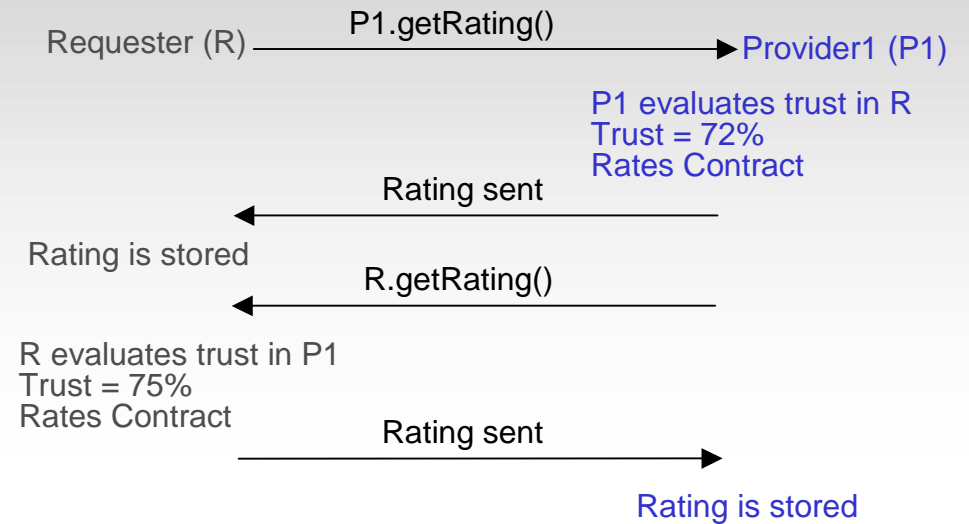 P1.getRating()
Requester (R)
Provider1 (P1)
P1 evaluates trust in R
Trust = 72%
Rates Contract
Rating sent
Rating is stored
R.getRating()
R evaluates trust in P1
Trust = 75%
Rates Contract
Rating sent
Rating is stored